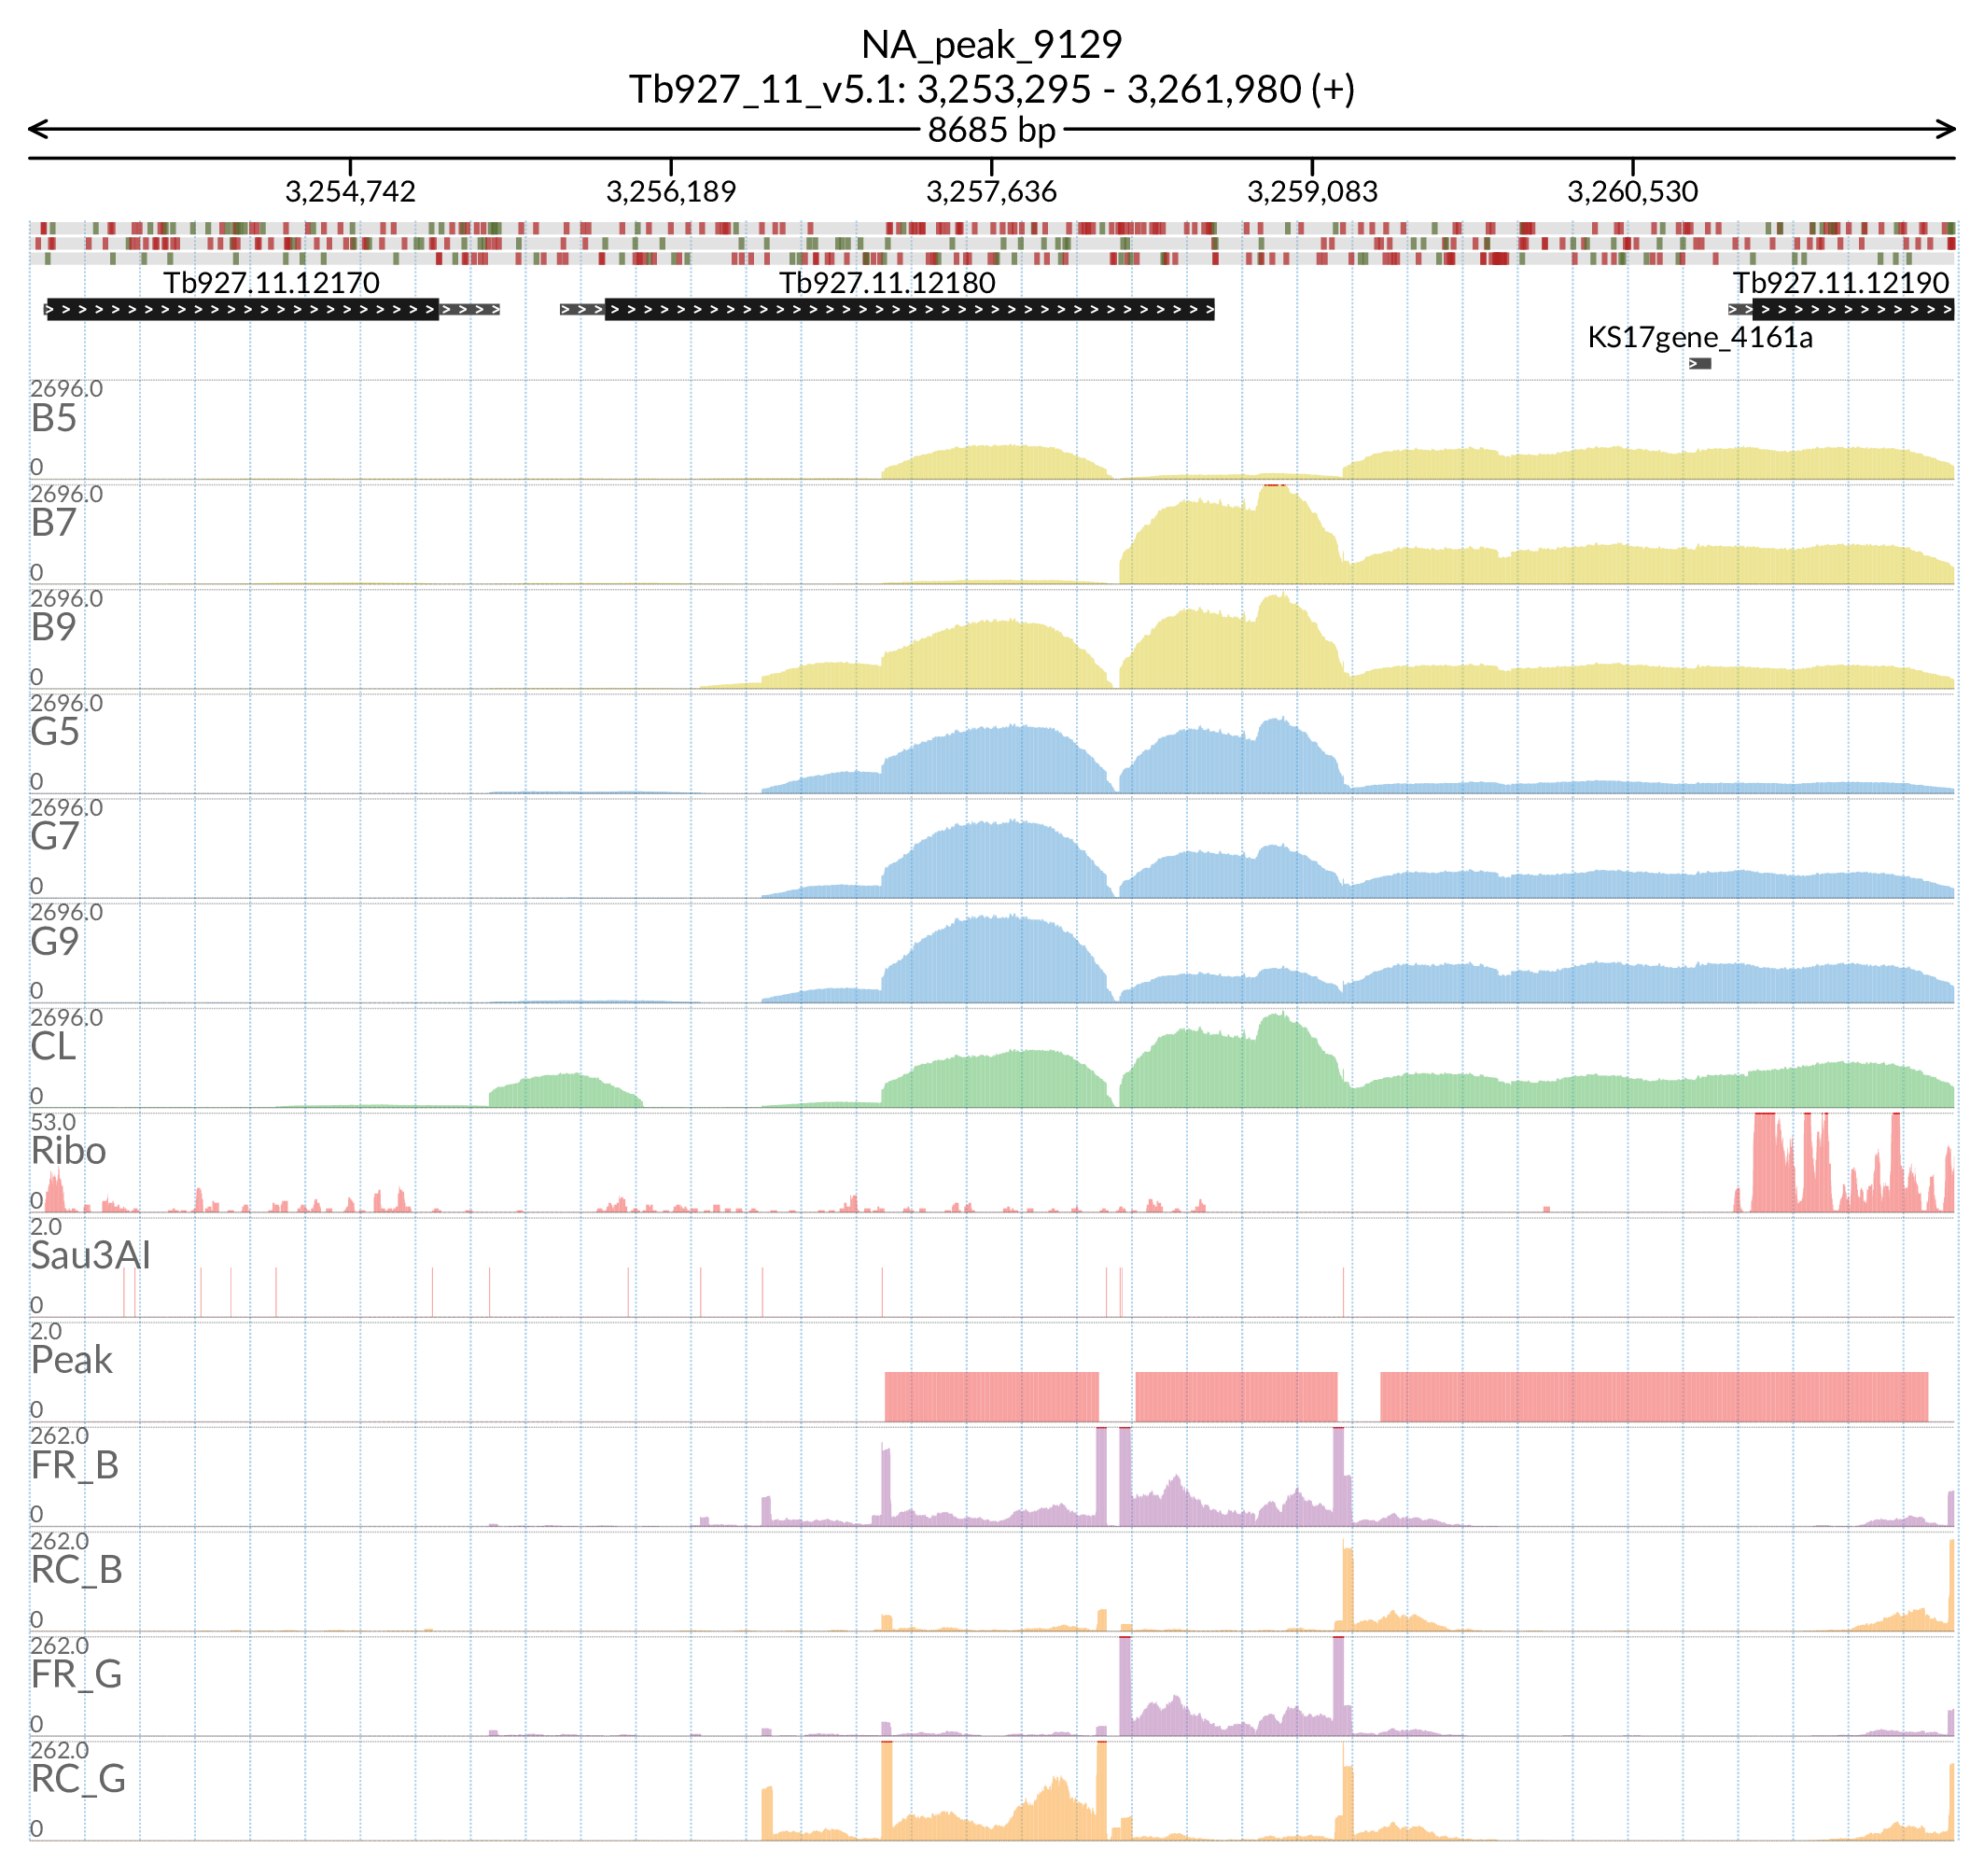 NA_peak_9129
Tb927_11_v5.1: 3,253,295 - 3,261,980 (+)
8685 bp
3,254,742 3,256,189 3,257,636 3,259,083 3,260,530
Tb927.11.12170 Tb927.11.12180 Tb927.11.12190
KS17gene_4161a
2696.0
B5
0
2696.0
B7
0
2696.0
B9
0
2696.0
G5
0
2696.0
G7
0
2696.0
G9
0
2696.0
CL
0
53.0
Ribo
0
2.0
Sau3AI
0
2.0
Peak
0
262.0
FR_B
0
262.0
RC_B
0
262.0
FR_G
0
262.0
RC_G
0